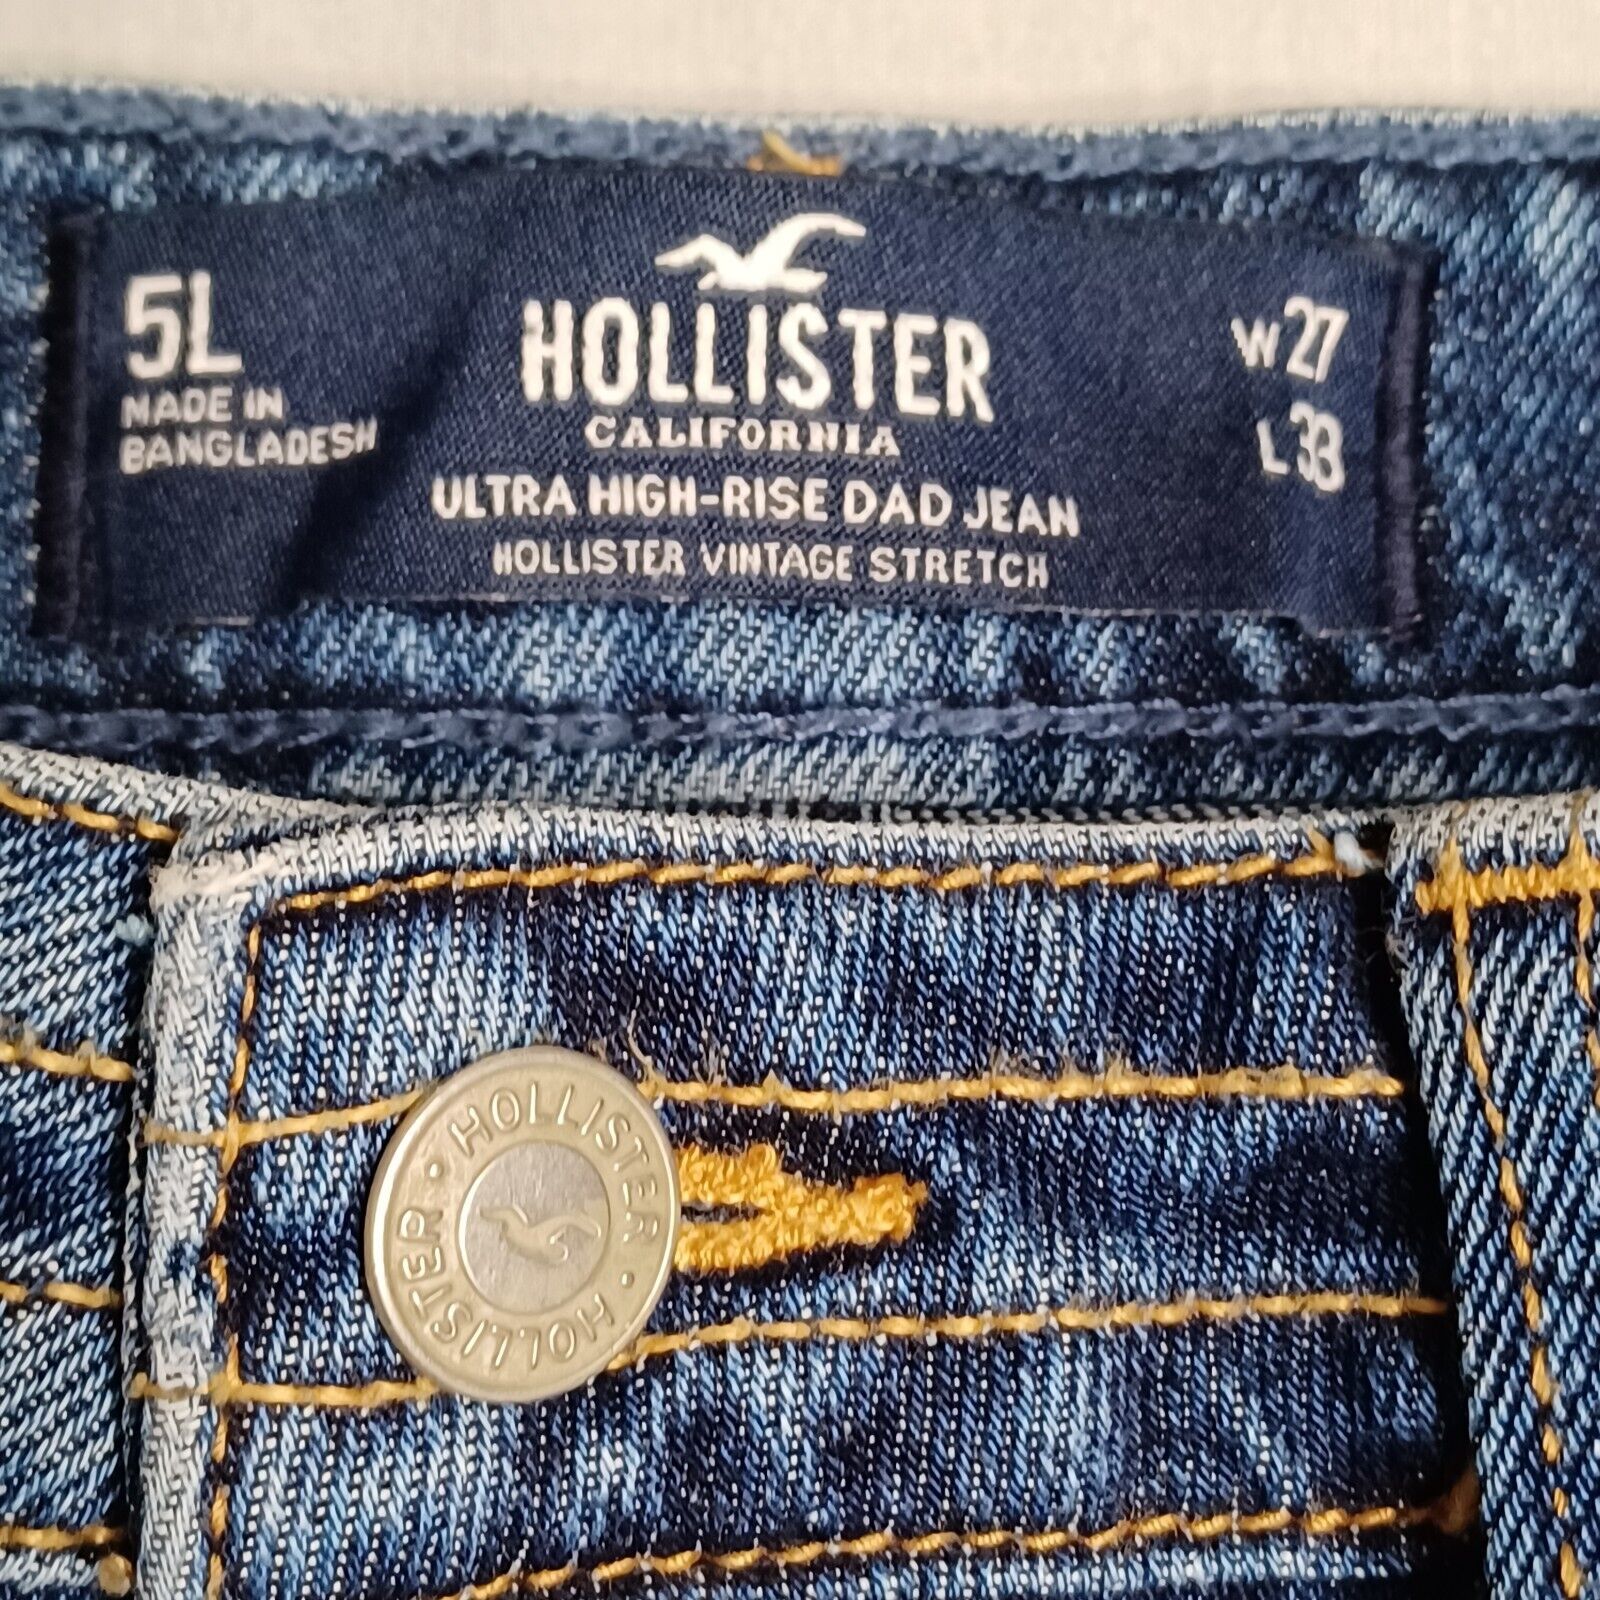 5L
MADE IN
BANGLADESH
HOLLISTER
CALIFORNIA
ULTRA HIGH-RISE DAD JEAN
HOLLISTER VINTAGE STRETCH
W27
L33
HOLLISTER • HOLLISTER •